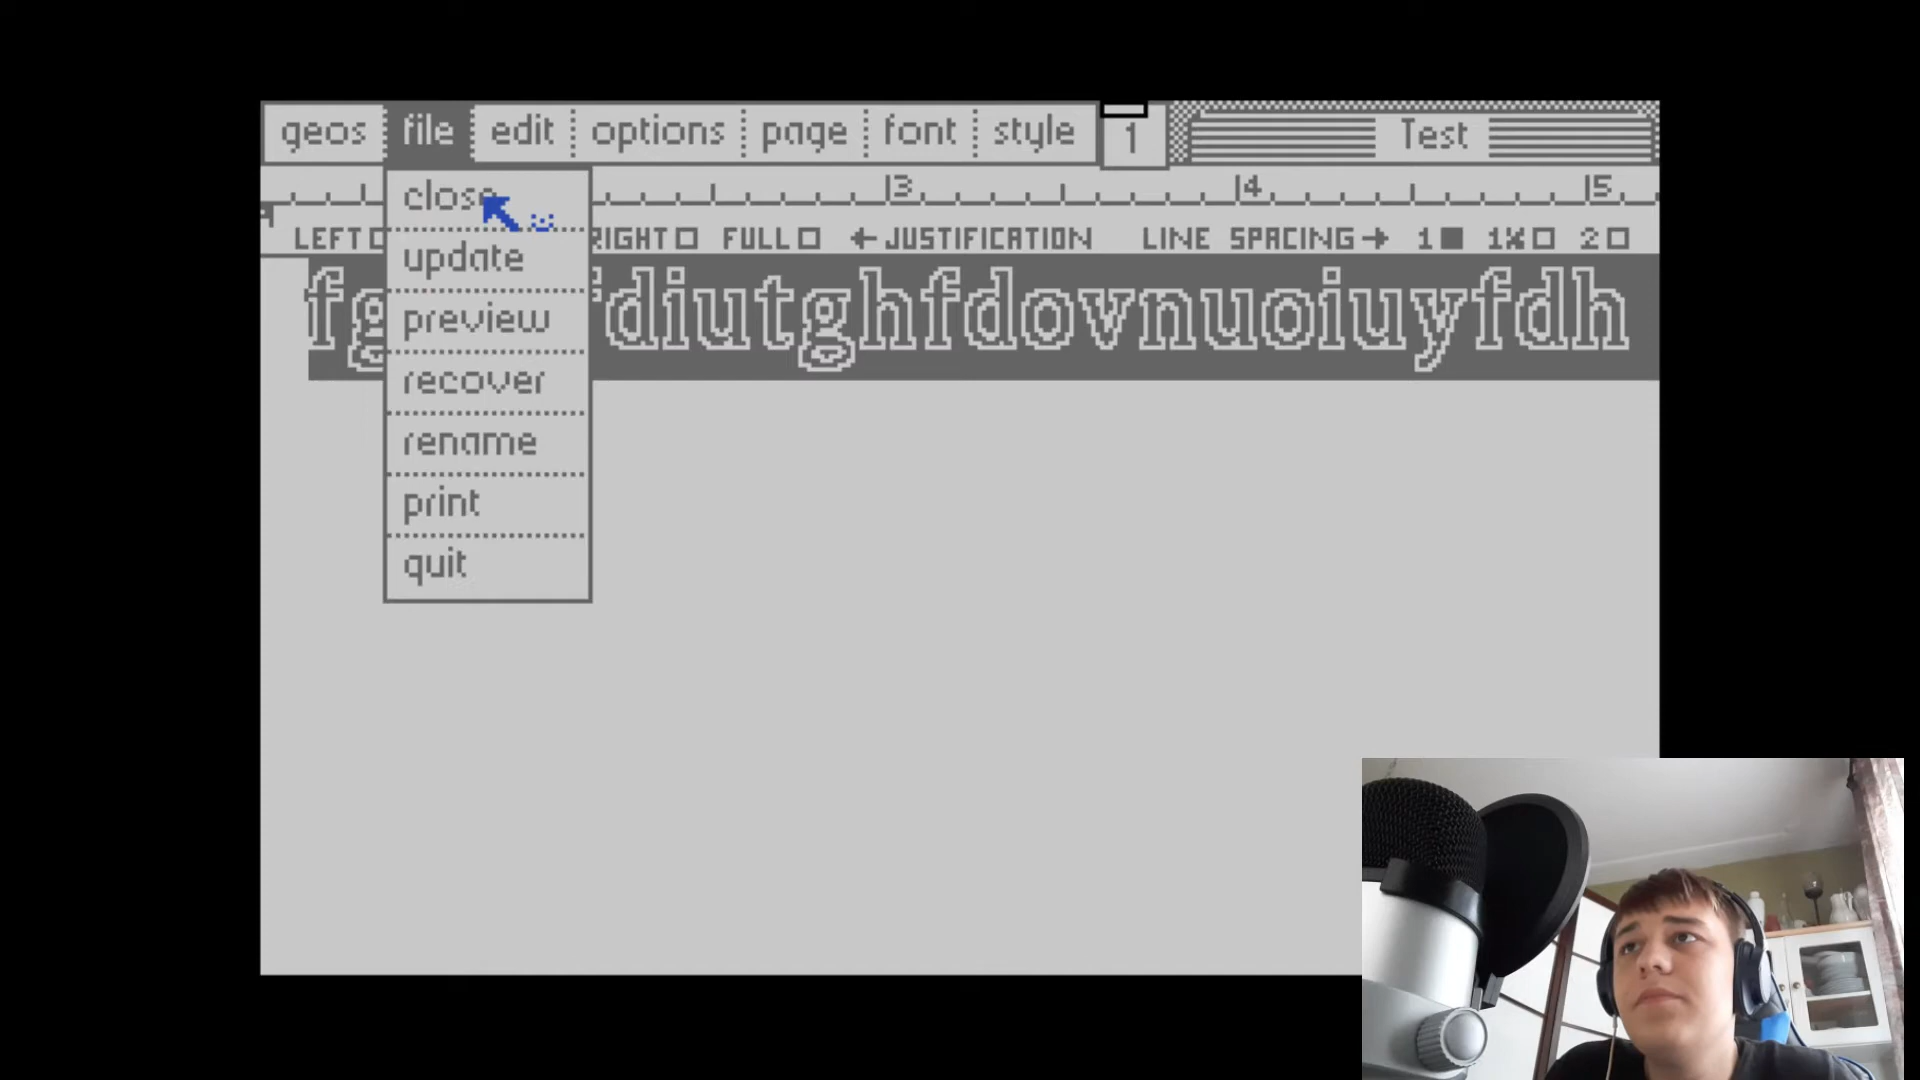 geos file edit options page font style 1 Test
3 4 5
close
LEFT RIGHT FULL ←JUSTIFICATION LINE SPACING→ 1 1½ 2
update
diutghfdovnuoiuyfdh
preview
recover
rename
print
quit